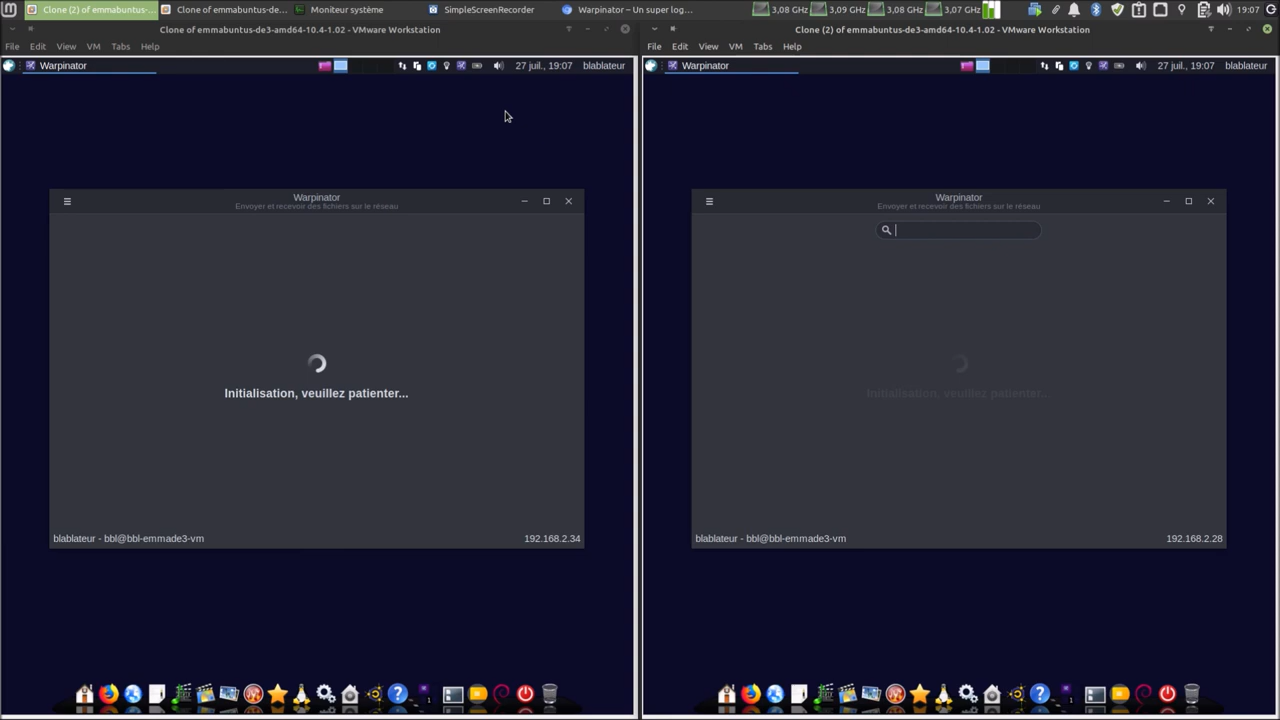 Clone (2) of emmabuntus-...
Clone of emmabuntus-de...
Moniteur système
SimpleScreenRecorder
Warpinator – Un super log...
3,08 GHz
3,09 GHz
3,08 GHz
3,07 GHz
19:07
Clone of emmabuntus-de3-amd64-10.4-1.02 - VMware Workstation
File Edit View VM Tabs Help
Warpinator
27 juil., 19:07
blablateur
Warpinator
Envoyer et recevoir des fichiers sur le réseau
Initialisation, veuillez patienter...
blablateur - bbl@bbl-emmade3-vm
192.168.2.34
Clone (2) of emmabuntus-de3-amd64-10.4-1.02 - VMware Workstation
File Edit View VM Tabs Help
Warpinator
27 juil., 19:07
blablateur
Warpinator
Envoyer et recevoir des fichiers sur le réseau
Initialisation, veuillez patienter..
blablateur - bbl@bbl-emmade3-vm
192.168.2.28